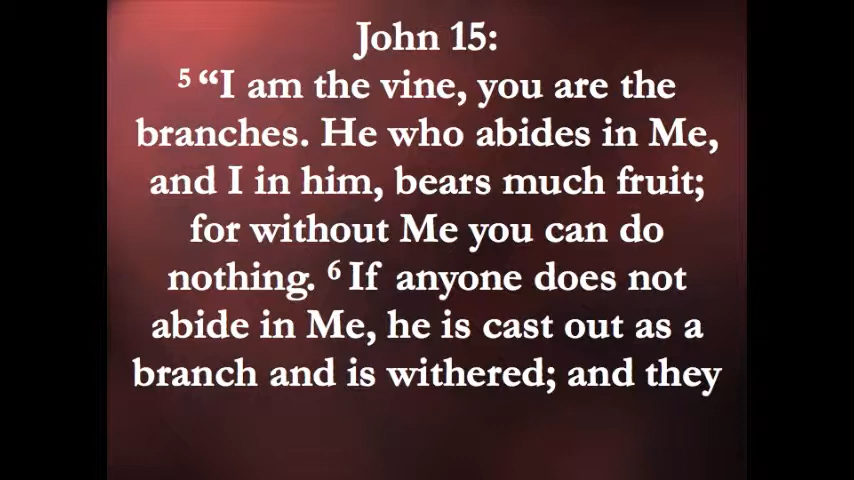 John 15:
5 “I am the vine, you are the
branches. He who abides in Me,
and I in him, bears much fruit;
for without Me you can do
nothing. 6 If anyone does not
abide in Me, he is cast out as a
branch and is withered; and they